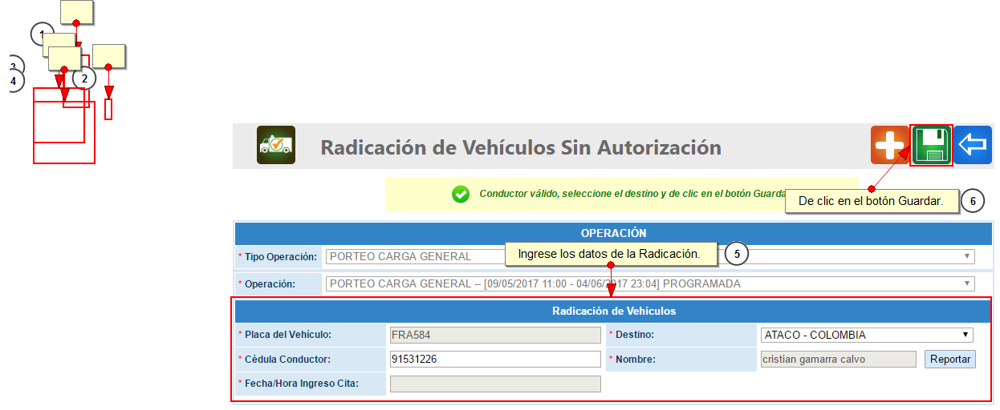 1
3
4
2
Radicación de Vehículos Sin Autorización
Conductor válido, seleccione el destino y de clic en el botón Guarda
De clic en el botón Guardar.
6
OPERACIÓN
Ingrese los datos de la Radicación.
5
* Tipo Operación: PORTEO CARGA GENERAL
* Operación: PORTEO CARGA GENERAL -- [09/05/2017 11:00 - 04/06/2017 23:04] PROGRAMADA
Radicación de Vehículos
* Placa del Vehículo: FRA584 * Destino: ATACO - COLOMBIA
* Cédula Conductor: 91531226 * Nombre: cristian gamarra calvo Reportar
* Fecha/Hora Ingreso Cita: